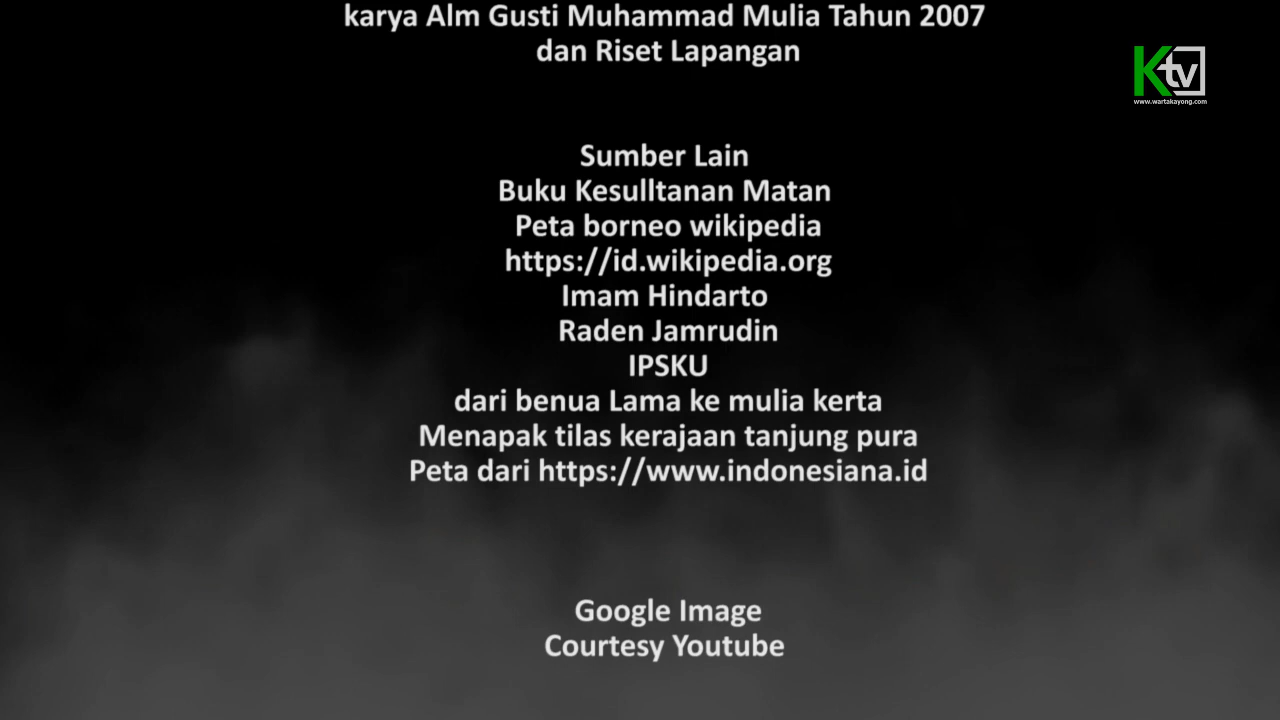 karya Alm Gusti Muhammad Mulia Tahun 2007
dan Riset Lapangan
Ktv
www.wartakayong.com
Sumber Lain
Buku Kesulltanan Matan
Peta borneo wikipedia
https://id.wikipedia.org
Imam Hindarto
Raden Jamrudin
IPSKU
dari benua Lama ke mulia kerta
Menapak tilas kerajaan tanjung pura
Peta dari https://www.indonesiana.id
Google Image
Courtesy Youtube